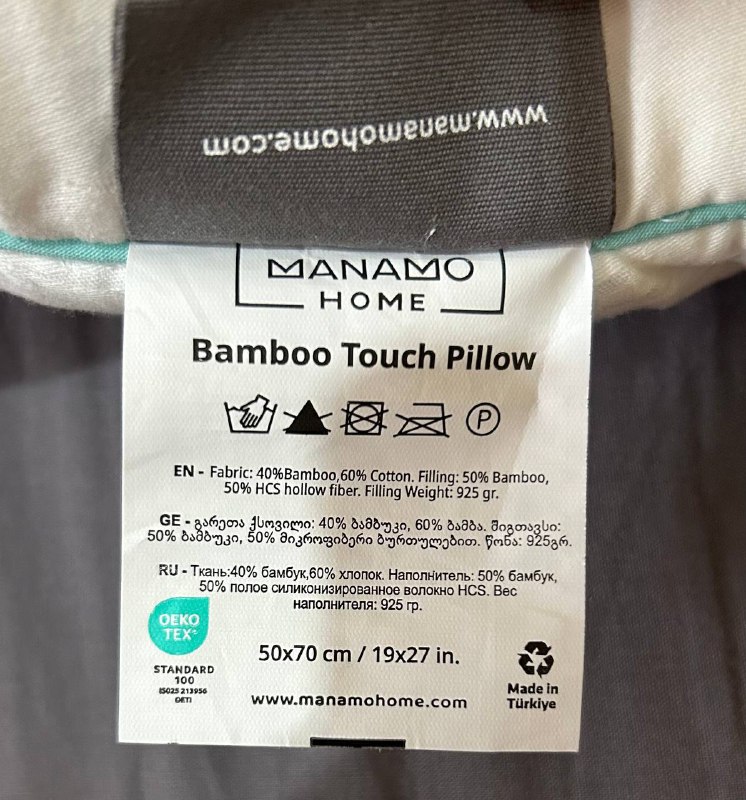 www.manamohome.com
MANAMO
HOME
Bamboo Touch Pillow
P
EN - Fabric: 40%Bamboo,60% Cotton. Filling: 50% Bamboo,
50% HCS hollow fiber. Filling Weight: 925 gr.
GE - გარეთა ქსოვილი: 40% ბამბუკი, 60% ბამბა. შიგთავსი:
50% ბამბუკი, 50% მიკროფიბერი ბურთულებით. წონა: 925გრ.
RU - Ткань:40% бамбук,60% хлопок. Наполнитель: 50% бамбук,
50% полое силиконизированное волокно HCS. Вес
наполнителя: 925 гр.
OEKO
TEX®
STANDARD
100
IS025 213956
OETI
50x70 cm / 19x27 in.
www.manamohome.com
Made in
Türkiye